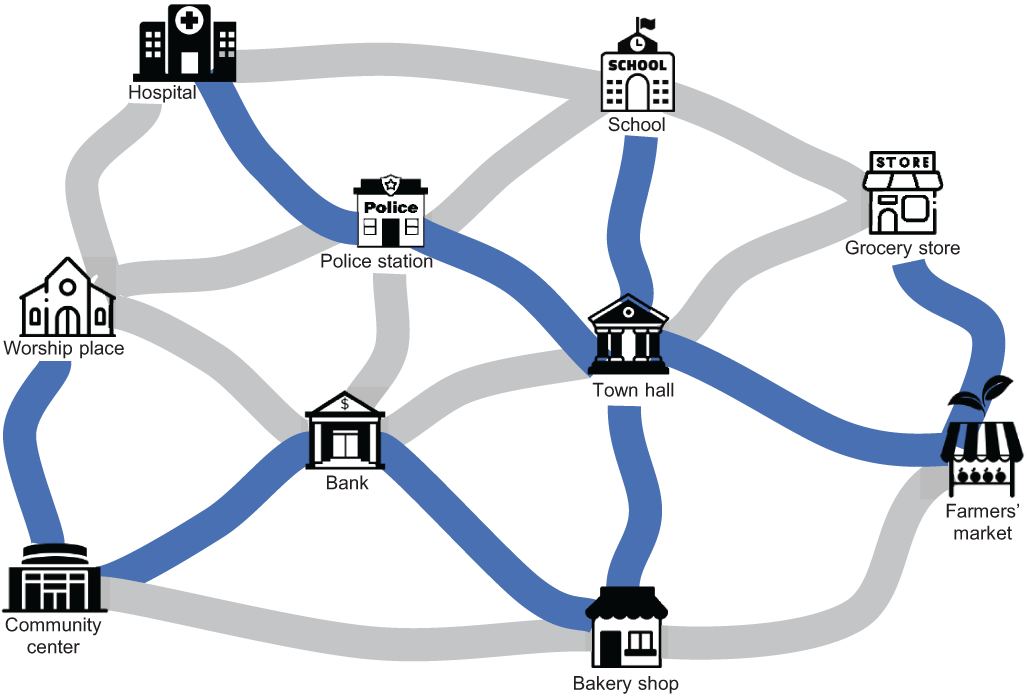 Hospital
SCHOOL
School
STORE
Grocery store
Police
Police station
Worship place
Town hall
$
Bank
Farmers’
market
Community
center
Bakery shop